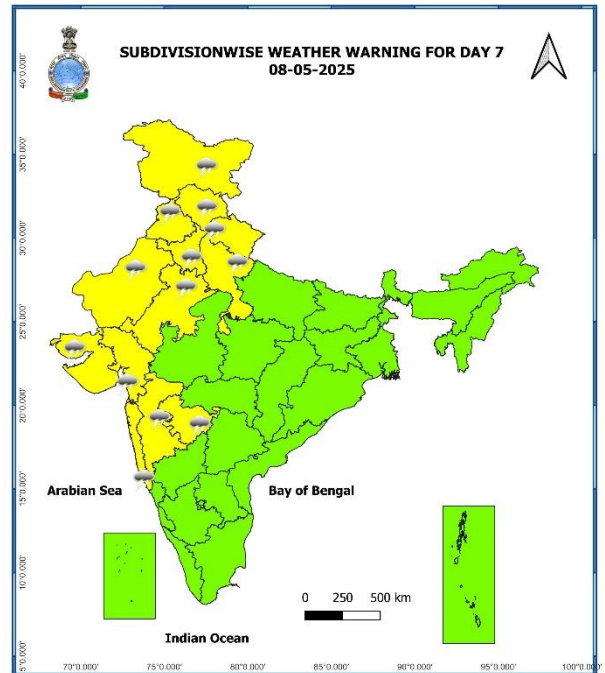 SUBDIVISIONWISE WEATHER WARNING FOR DAY 7
08-05-2025
40°0.000'
35°0.000'
30°0.000'
25°0.000'
20°0.000'
15°0.000'
10°0.000'
5°0.000'
Arabian Sea
Bay of Bengal
0 250 500 km
Indian Ocean
70°0.000' 75°0.000' 80°0.000' 85°0.000' 90°0.000' 95°0.000' 100°0.000'